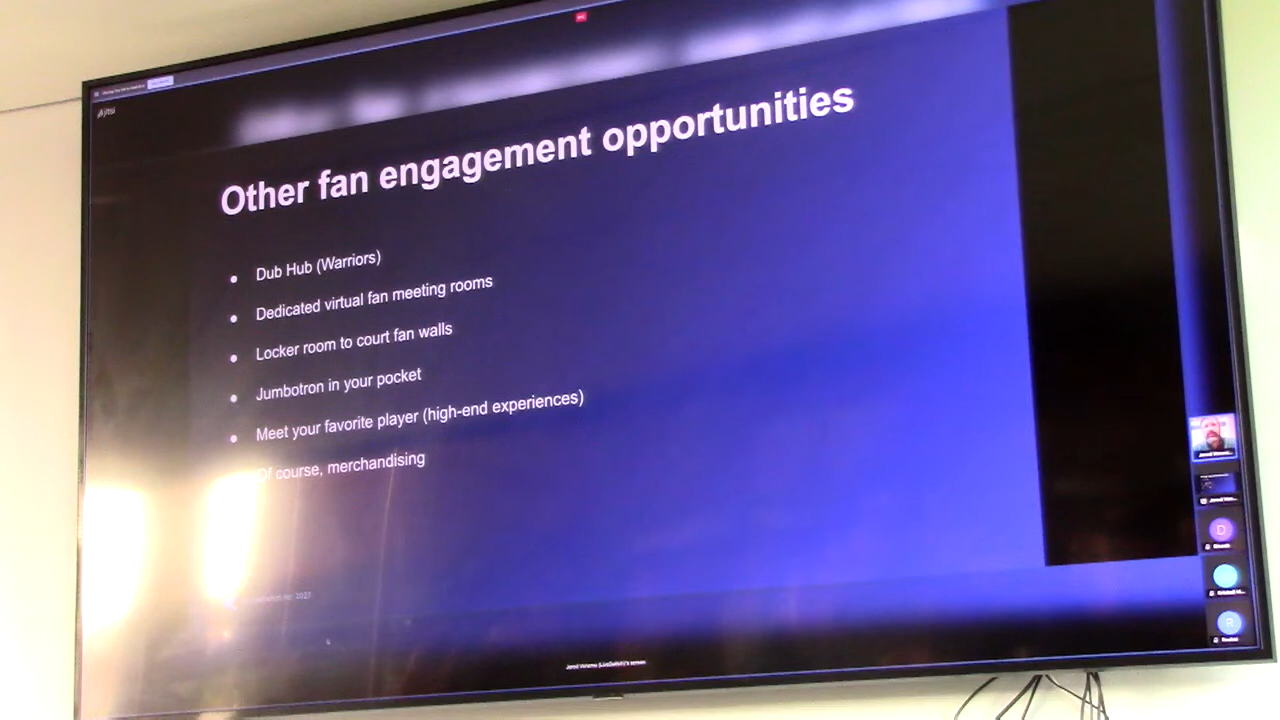 jitsi
Other fan engagement opportunities
Dub Hub (Warriors)
Dedicated virtual fan meeting rooms
Locker room to court fan walls
Jumbotron in your pocket
Meet your favorite player (high-end experiences)
Of course, merchandising
D
R